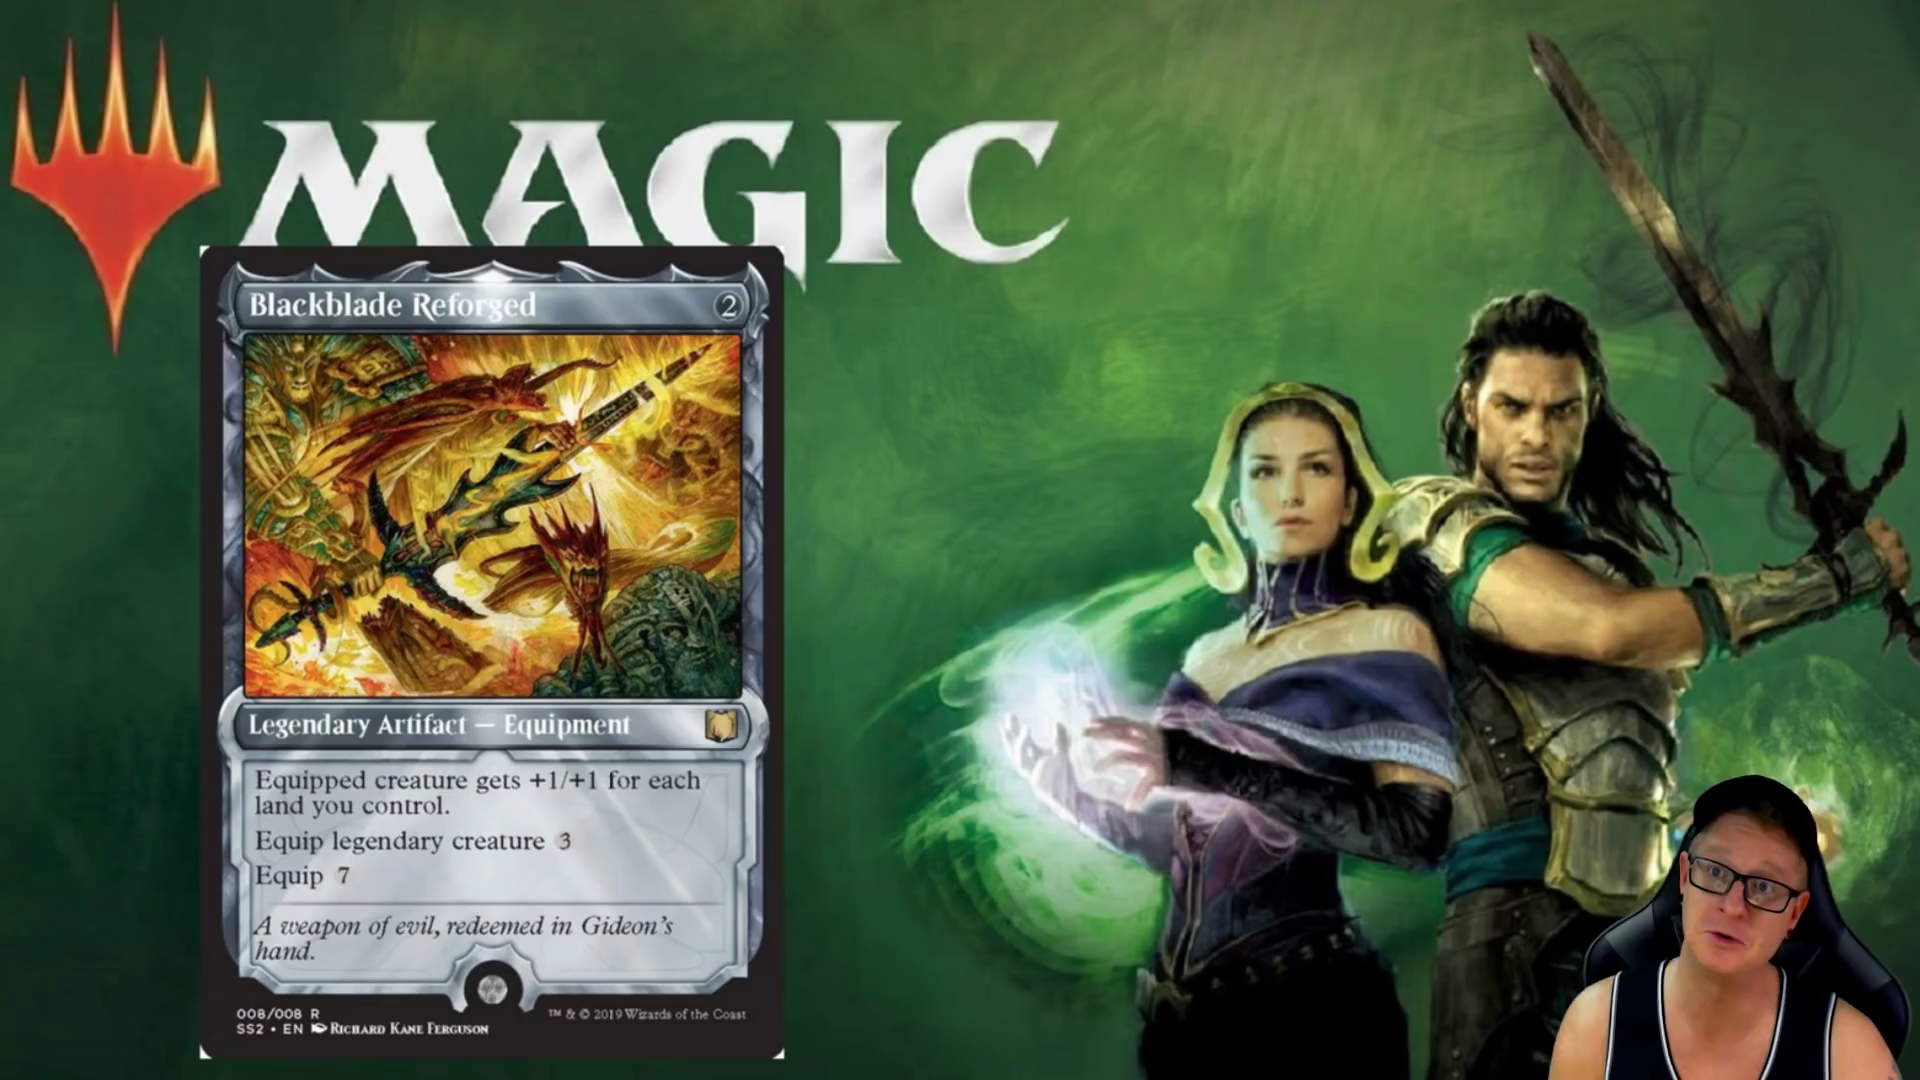 MAGIC
Blackblade Reforged 2
Legendary Artifact — Equipment
Equipped creature gets +1/+1 for each
land you control.
Equip legendary creature 3
Equip 7
A weapon of evil, redeemed in Gideon's
hand.
008/008 R
SS2 • EN Richard Kane Ferguson
™ & © 2019 Wizards of the Coast